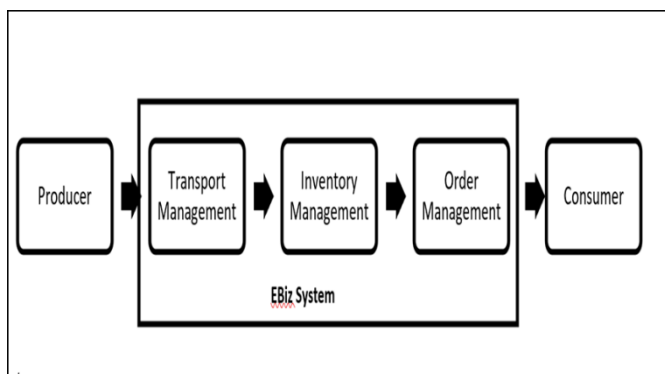 Producer
Transport
Management
Inventory
Management
Order
Management
Consumer
EBiz System